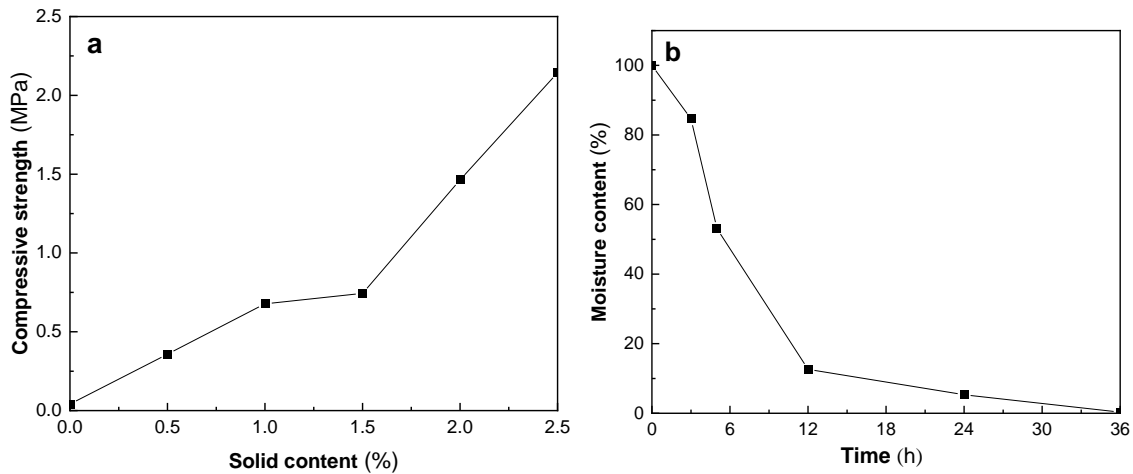 a
2.5
2.0
1.5
1.0
0.5
0.0
Compressive strength (MPa)
0.0 0.5 1.0 1.5 2.0 2.5
Solid content (%)
b
100
80
60
40
20
0
Moisture content (%)
0 6 12 18 24 30 36
Time (h)